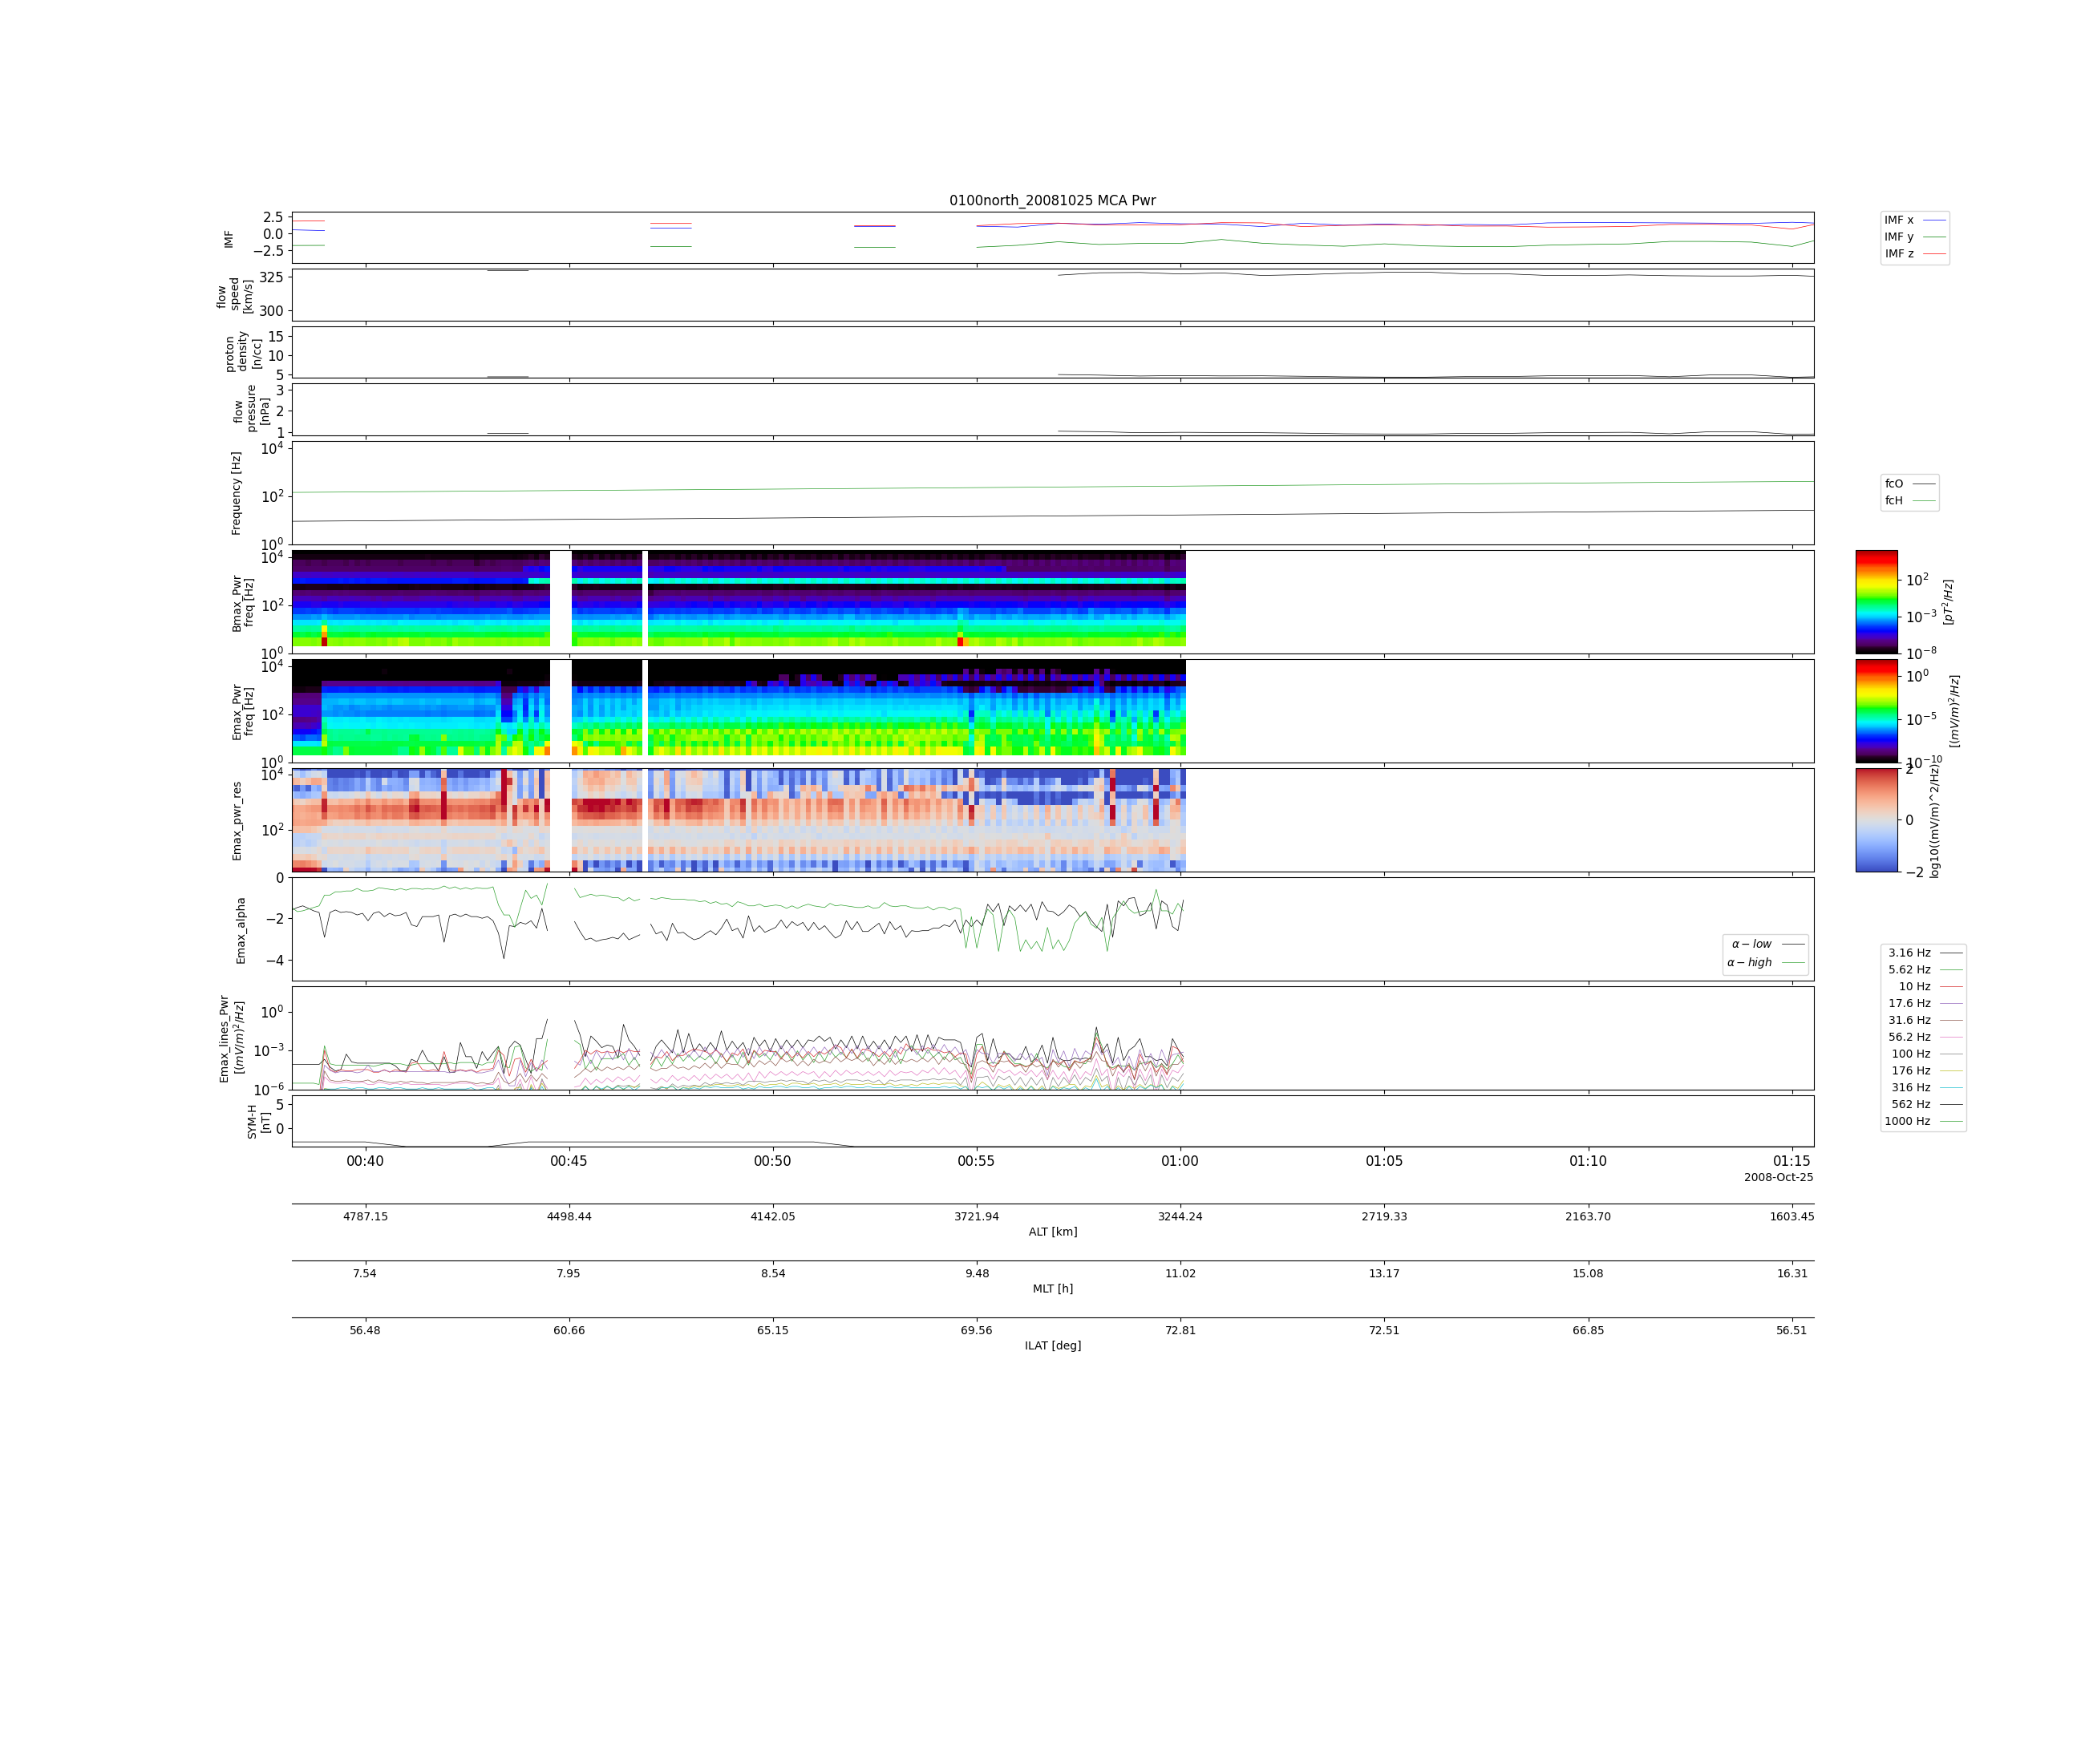 0100north_20081025 MCA Pwr
2.5
0.0
−2.5
IMF
IMF x
IMF y
IMF z
325
300
flow
speed
[km/s]
15
10
5
proton
density
[n/cc]
3
2
1
flow
pressure
[nPa]
10^4
10^2
10^0
Frequency [Hz]
fcO
fcH
10^4
10^2
10^0
Bmax_Pwr
freq [Hz]
10^2
10^−3
10^−8
[pT^2/Hz]
10^4
10^2
10^0
Emax_Pwr
freq [Hz]
10^0
10^−5
10^−10
[(mV/m)^2/Hz]
10^4
10^2
Emax_pwr_res
2
0
−2
log10((mV/m)^2/Hz)
0
−2
−4
Emax_alpha
α − low
α − high
10^0
10^−3
10^−6
Emax_lines_Pwr
[(mV/m)^2/Hz]
3.16 Hz
5.62 Hz
10 Hz
17.6 Hz
31.6 Hz
56.2 Hz
100 Hz
176 Hz
316 Hz
562 Hz
1000 Hz
5
0
SYM-H
[nT]
00:40 00:45 00:50 00:55 01:00 01:05 01:10 01:15
2008-Oct-25
4787.15 4498.44 4142.05 3721.94 3244.24 2719.33 2163.70 1603.45
ALT [km]
7.54 7.95 8.54 9.48 11.02 13.17 15.08 16.31
MLT [h]
56.48 60.66 65.15 69.56 72.81 72.51 66.85 56.51
ILAT [deg]